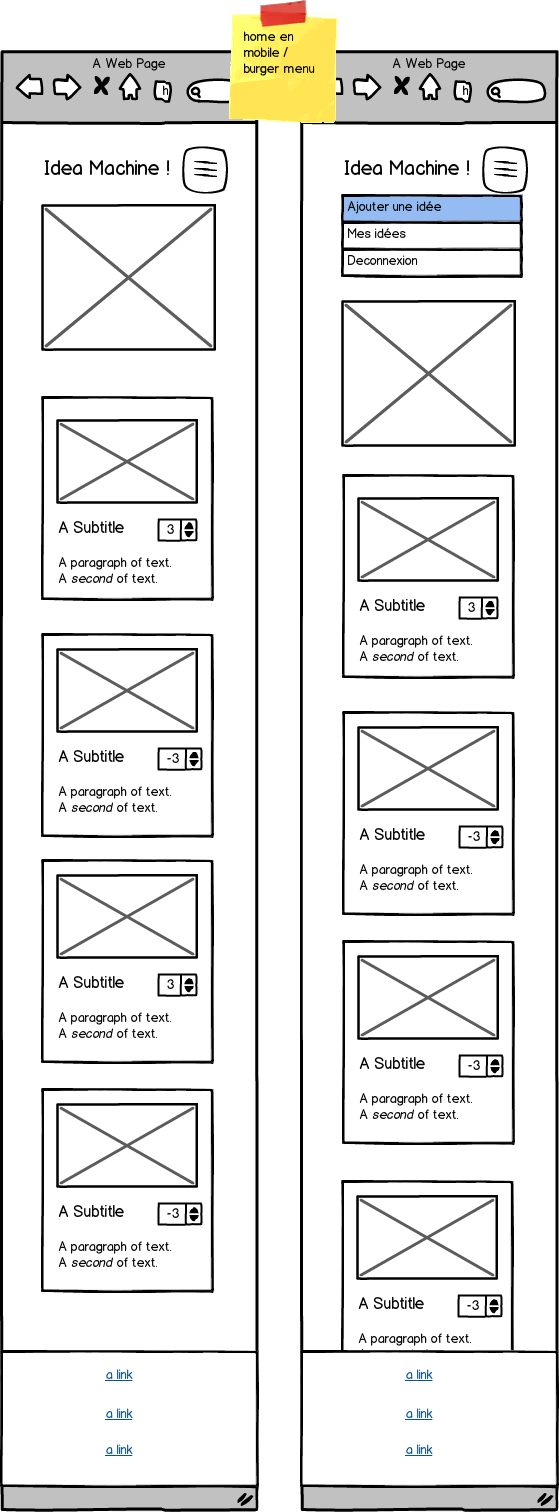 home en
mobile /
burger menu
A Web Page
h
Idea Machine !
A Subtitle
3
A paragraph of text.
A second of text.
A Subtitle
-3
A paragraph of text.
A second of text.
A Subtitle
3
A paragraph of text.
A second of text.
A Subtitle
-3
A paragraph of text.
A second of text.
a link
a link
a link
A Web Page
h
Idea Machine !
Ajouter une idée
Mes idées
Deconnexion
A Subtitle
3
A paragraph of text.
A second of text.
A Subtitle
-3
A paragraph of text.
A second of text.
A Subtitle
-3
A paragraph of text.
A second of text.
A Subtitle
-3
A paragraph of text.
a link
a link
a link